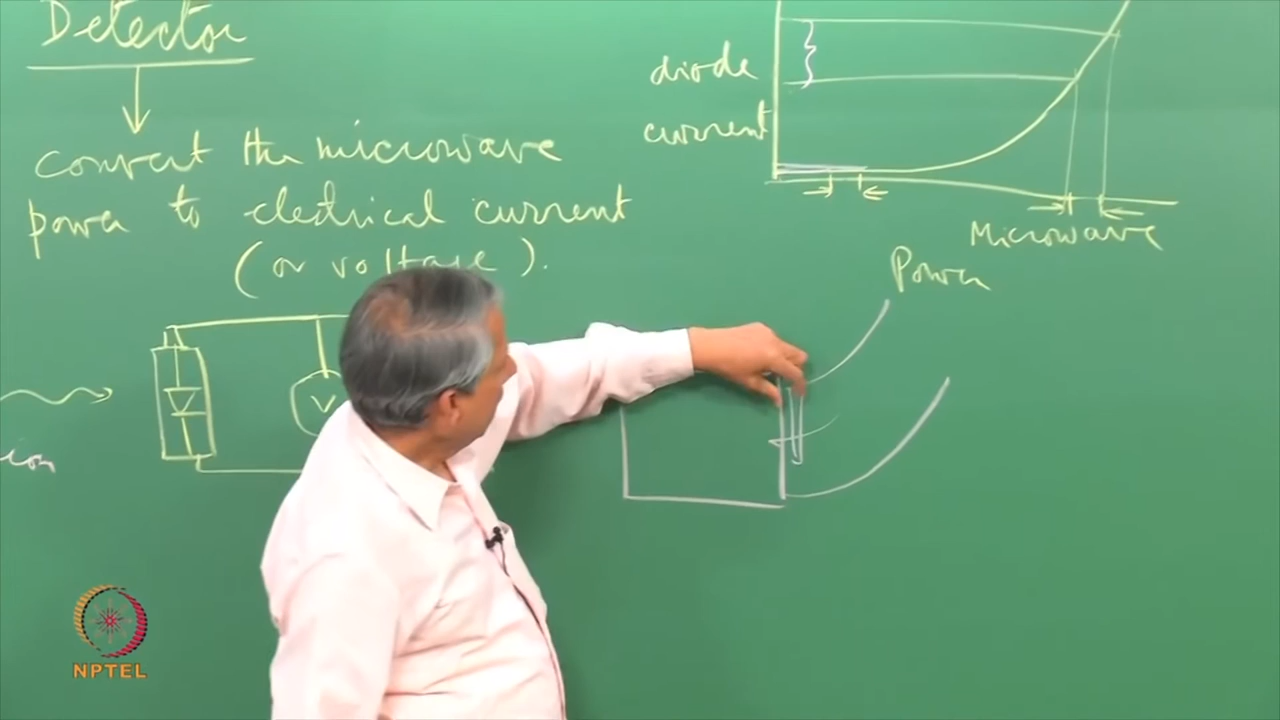 Detector
convert the microwave
power to electrical current
(or voltage).
V
diode
current
Microwave
Power
NPTEL